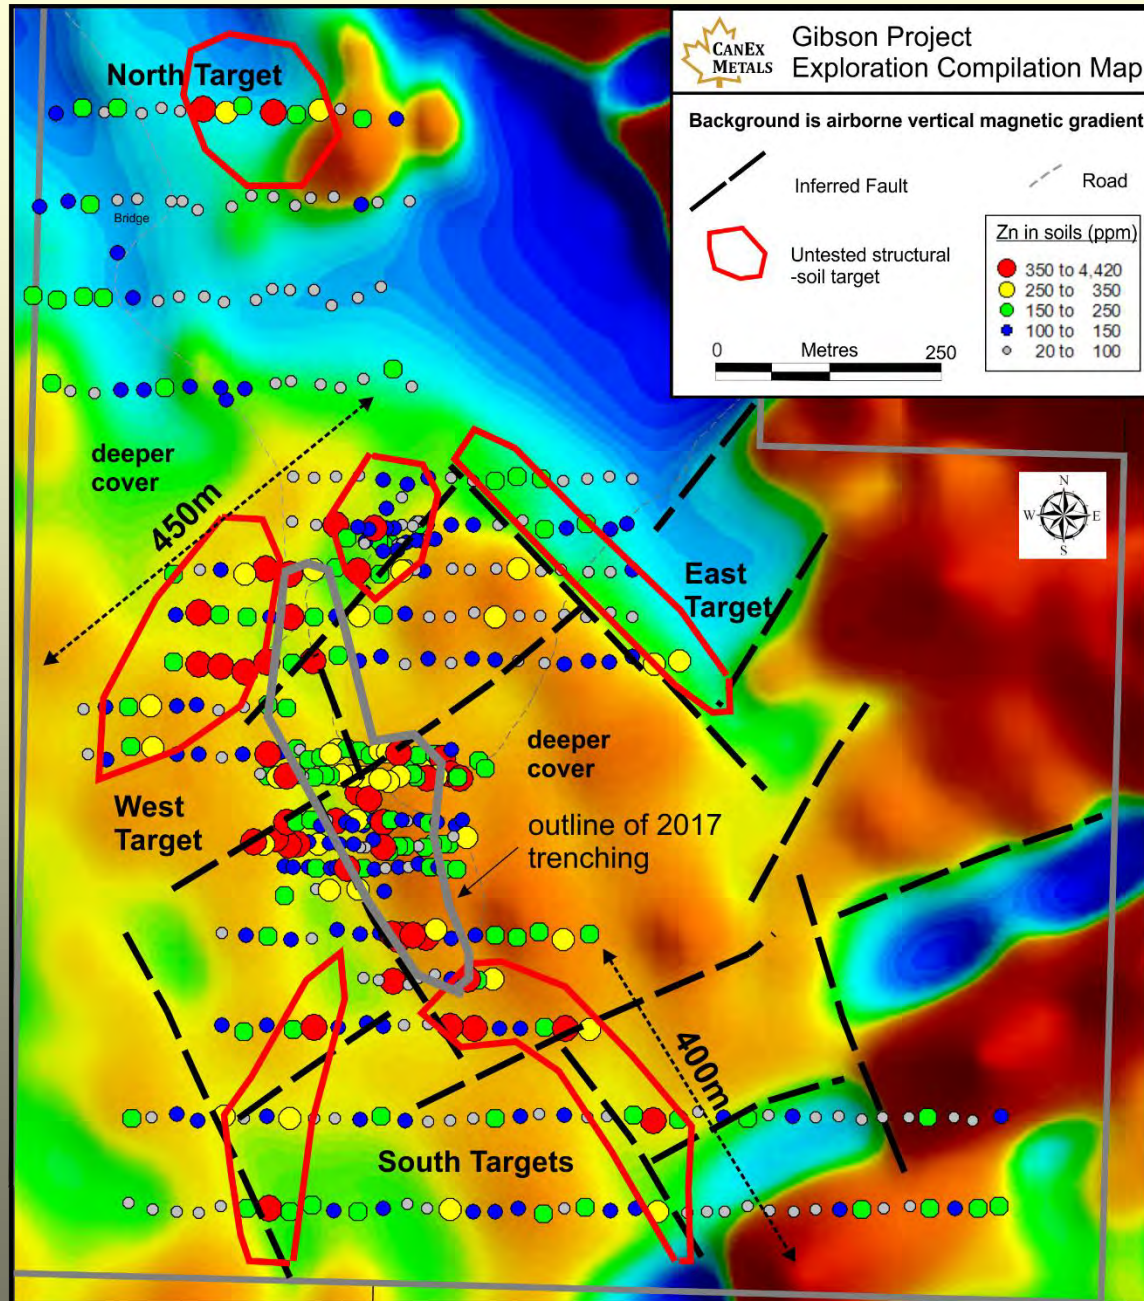 CANEX
METALS
Gibson Project
Exploration Compilation Map
Background is airborne vertical magnetic gradient
Inferred Fault
Road
Untested structural
-soil target
Zn in soils (ppm)
350 to 4,420
250 to 350
150 to 250
100 to 150
20 to 100
0 Metres 250
North Target
Bridge
deeper
cover
450m
N
W E
S
East
Target
deeper
cover
West
Target
outline of 2017
trenching
400m
South Targets